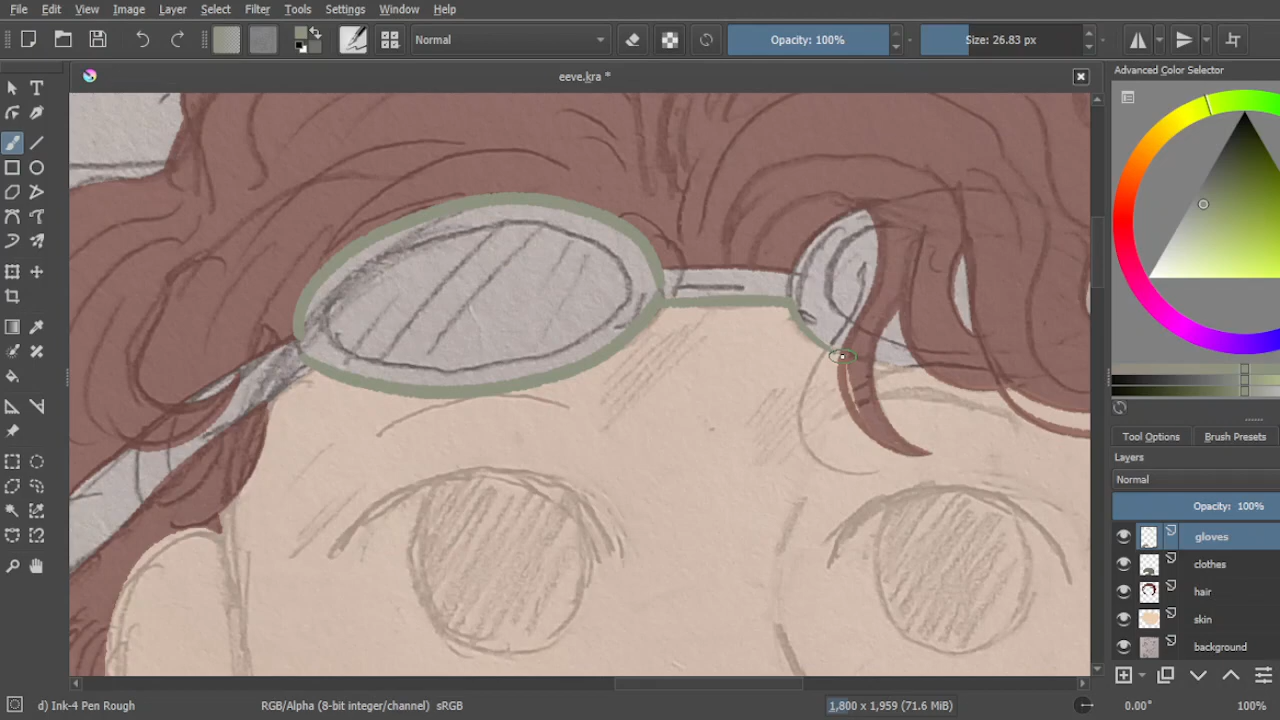 File Edit View Image Layer Select Filter Tools Settings Window Help
Normal Opacity: 100% Size: 26.83 px
eeve.kra *
Advanced Color Selector
Tool Options Brush Presets
Layers
Normal
Opacity: 100%
gloves
clothes
hair
skin
background
d) Ink-4 Pen Rough RGB/Alpha (8-bit integer/channel) sRGB 1,800 x 1,959 (71.6 MiB) 0.00° 100%